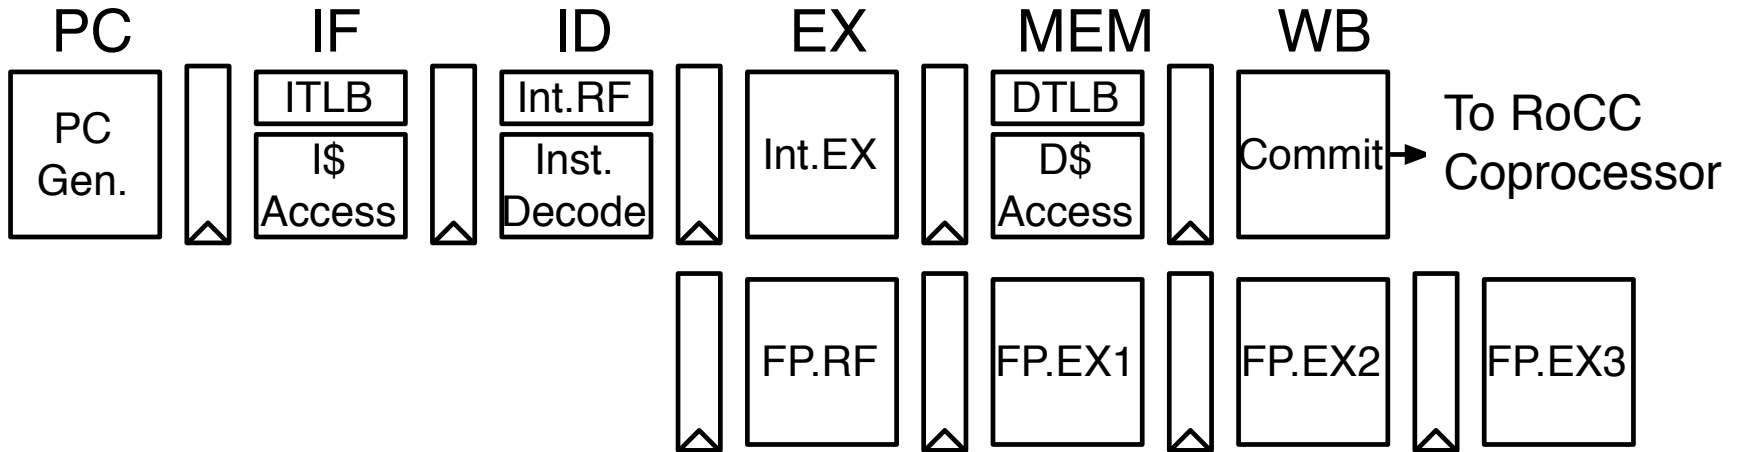 PC IF ID EX MEM WB
PC
Gen.
ITLB
I$
Access
Int.RF
Inst.
Decode
Int.EX
DTLB
D$
Access
Commit
To RoCC
Coprocessor
FP.RF
FP.EX1
FP.EX2
FP.EX3